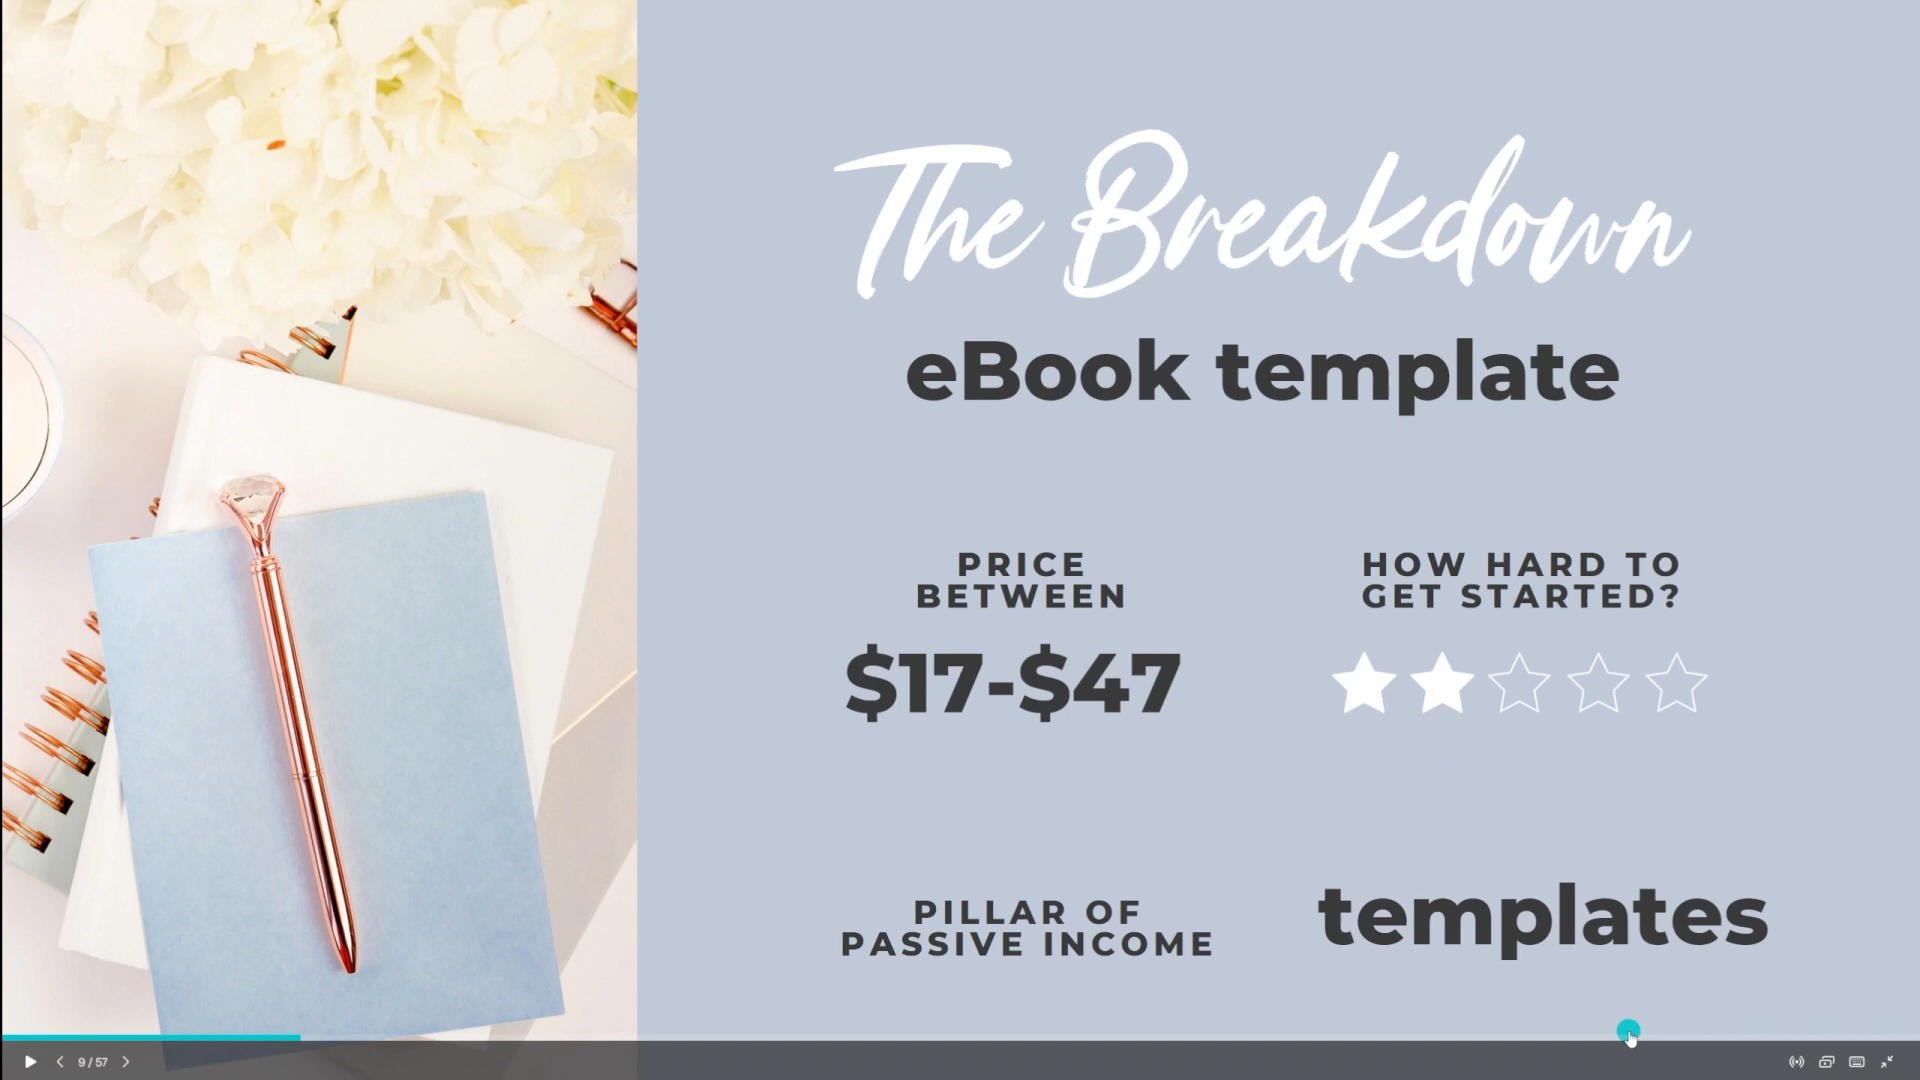 The Breakdown
eBook template
PRICE
BETWEEN
$17-$47
HOW HARD TO
GET STARTED?
PILLAR OF
PASSIVE INCOME
templates
9 / 57